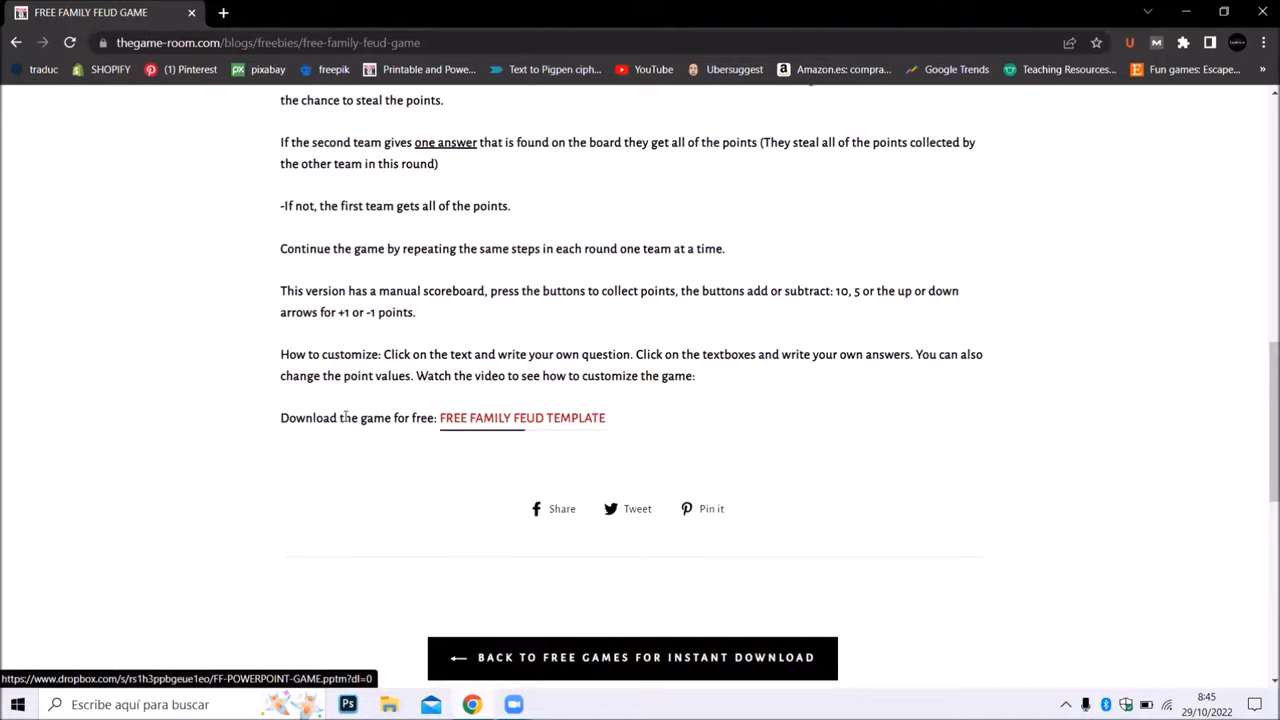 FREE FAMILY FEUD GAME
thegame-room.com/blogs/freebies/free-family-feud-game
traduc SHOPIFY (1) Pinterest pixabay freepik Printable and Powe... Text to Pigpen ciph... YouTube Ubersuggest Amazon.es: compra... Google Trends Teaching Resources... Fun games: Escape...
the chance to steal the points.
If the second team gives one answer that is found on the board they get all of the points (They steal all of the points collected by
the other team in this round)
-If not, the first team gets all of the points.
Continue the game by repeating the same steps in each round one team at a time.
This version has a manual scoreboard, press the buttons to collect points, the buttons add or subtract: 10, 5 or the up or down
arrows for +1 or -1 points.
How to customize: Click on the text and write your own question. Click on the textboxes and write your own answers. You can also
change the point values. Watch the video to see how to customize the game:
Download the game for free: FREE FAMILY FEUD TEMPLATE
Share Tweet Pin it
BACK TO FREE GAMES FOR INSTANT DOWNLOAD
https://www.dropbox.com/s/rs1h3ppbgeue1eo/FF-POWERPOINT-GAME.pptm?dl=0
Escribe aquí para buscar
8:45
29/10/2022